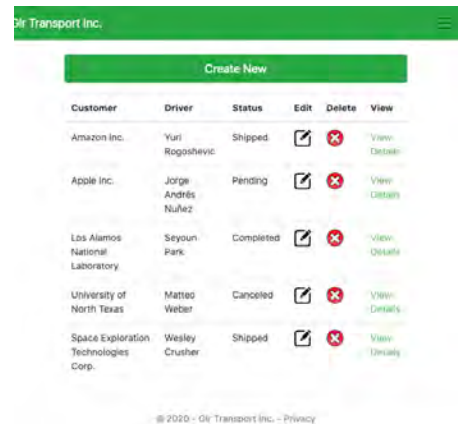 Glr Transport Inc.
Create New
Customer Driver Status Edit Delete View
Amazon Inc. Yuri Shipped View
Rogoshevic Details
Apple Inc. Jorge Pending View
Andrés Details
Nuñez
Los Alamos Seyoun Completed View
National Park Details
Laboratory
University of Matteo Canceled View
North Texas Weber Details
Space Exploration Wesley Shipped View
Technologies Crusher Details
Corp.
© 2020 - Glr Transport Inc. - Privacy